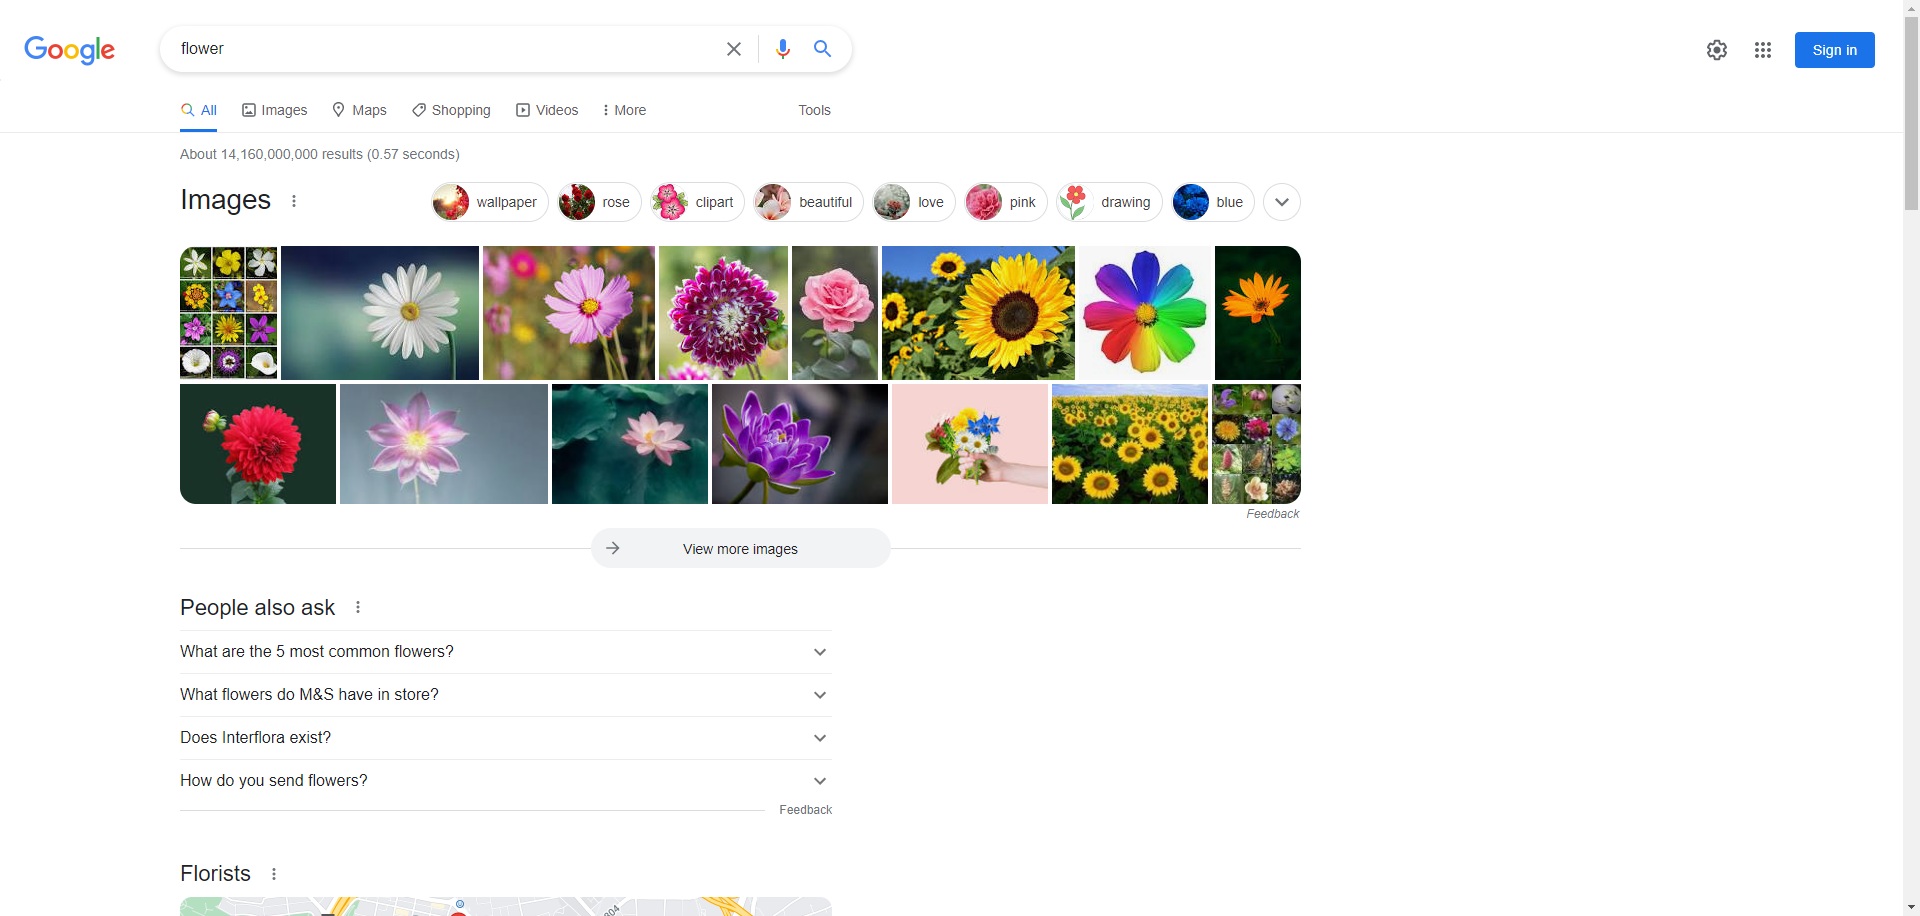 Google
flower
Sign in
All Images Maps Shopping Videos More Tools
About 14,160,000,000 results (0.57 seconds)
Images
wallpaper rose clipart beautiful love pink drawing blue
Feedback
View more images
People also ask
What are the 5 most common flowers?
What flowers do M&S have in store?
Does Interflora exist?
How do you send flowers?
Feedback
Florists
304